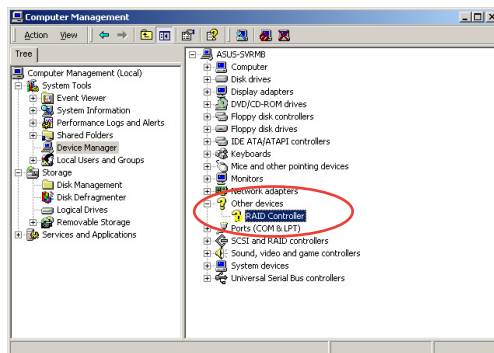 Computer Management
Action View
Tree
Computer Management (Local)
System Tools
Event Viewer
System Information
Performance Logs and Alerts
Shared Folders
Device Manager
Local Users and Groups
Storage
Disk Management
Disk Defragmenter
Logical Drives
Removable Storage
Services and Applications
ASUS-SVRMB
Computer
Disk drives
Display adapters
DVD/CD-ROM drives
Floppy disk controllers
Floppy disk drives
IDE ATA/ATAPI controllers
Keyboards
Mice and other pointing devices
Monitors
Network adapters
Other devices
RAID Controller
Ports (COM & LPT)
SCSI and RAID controllers
Sound, video and game controllers
System devices
Universal Serial Bus controllers